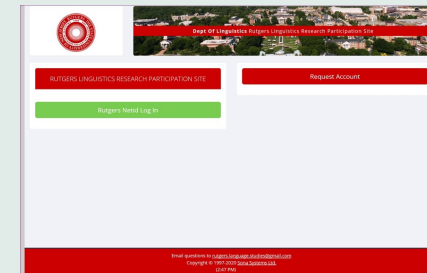 Dept Of Linguistics Rutgers Linguistics Research Participation Site
RUTGERS LINGUISTICS RESEARCH PARTICIPATION SITE
Rutgers Netid Log In
Request Account
Email questions to rutgers.language.studies@gmail.com
Copyright © 1997-2020 Sona Systems Ltd.
(2:47 PM)